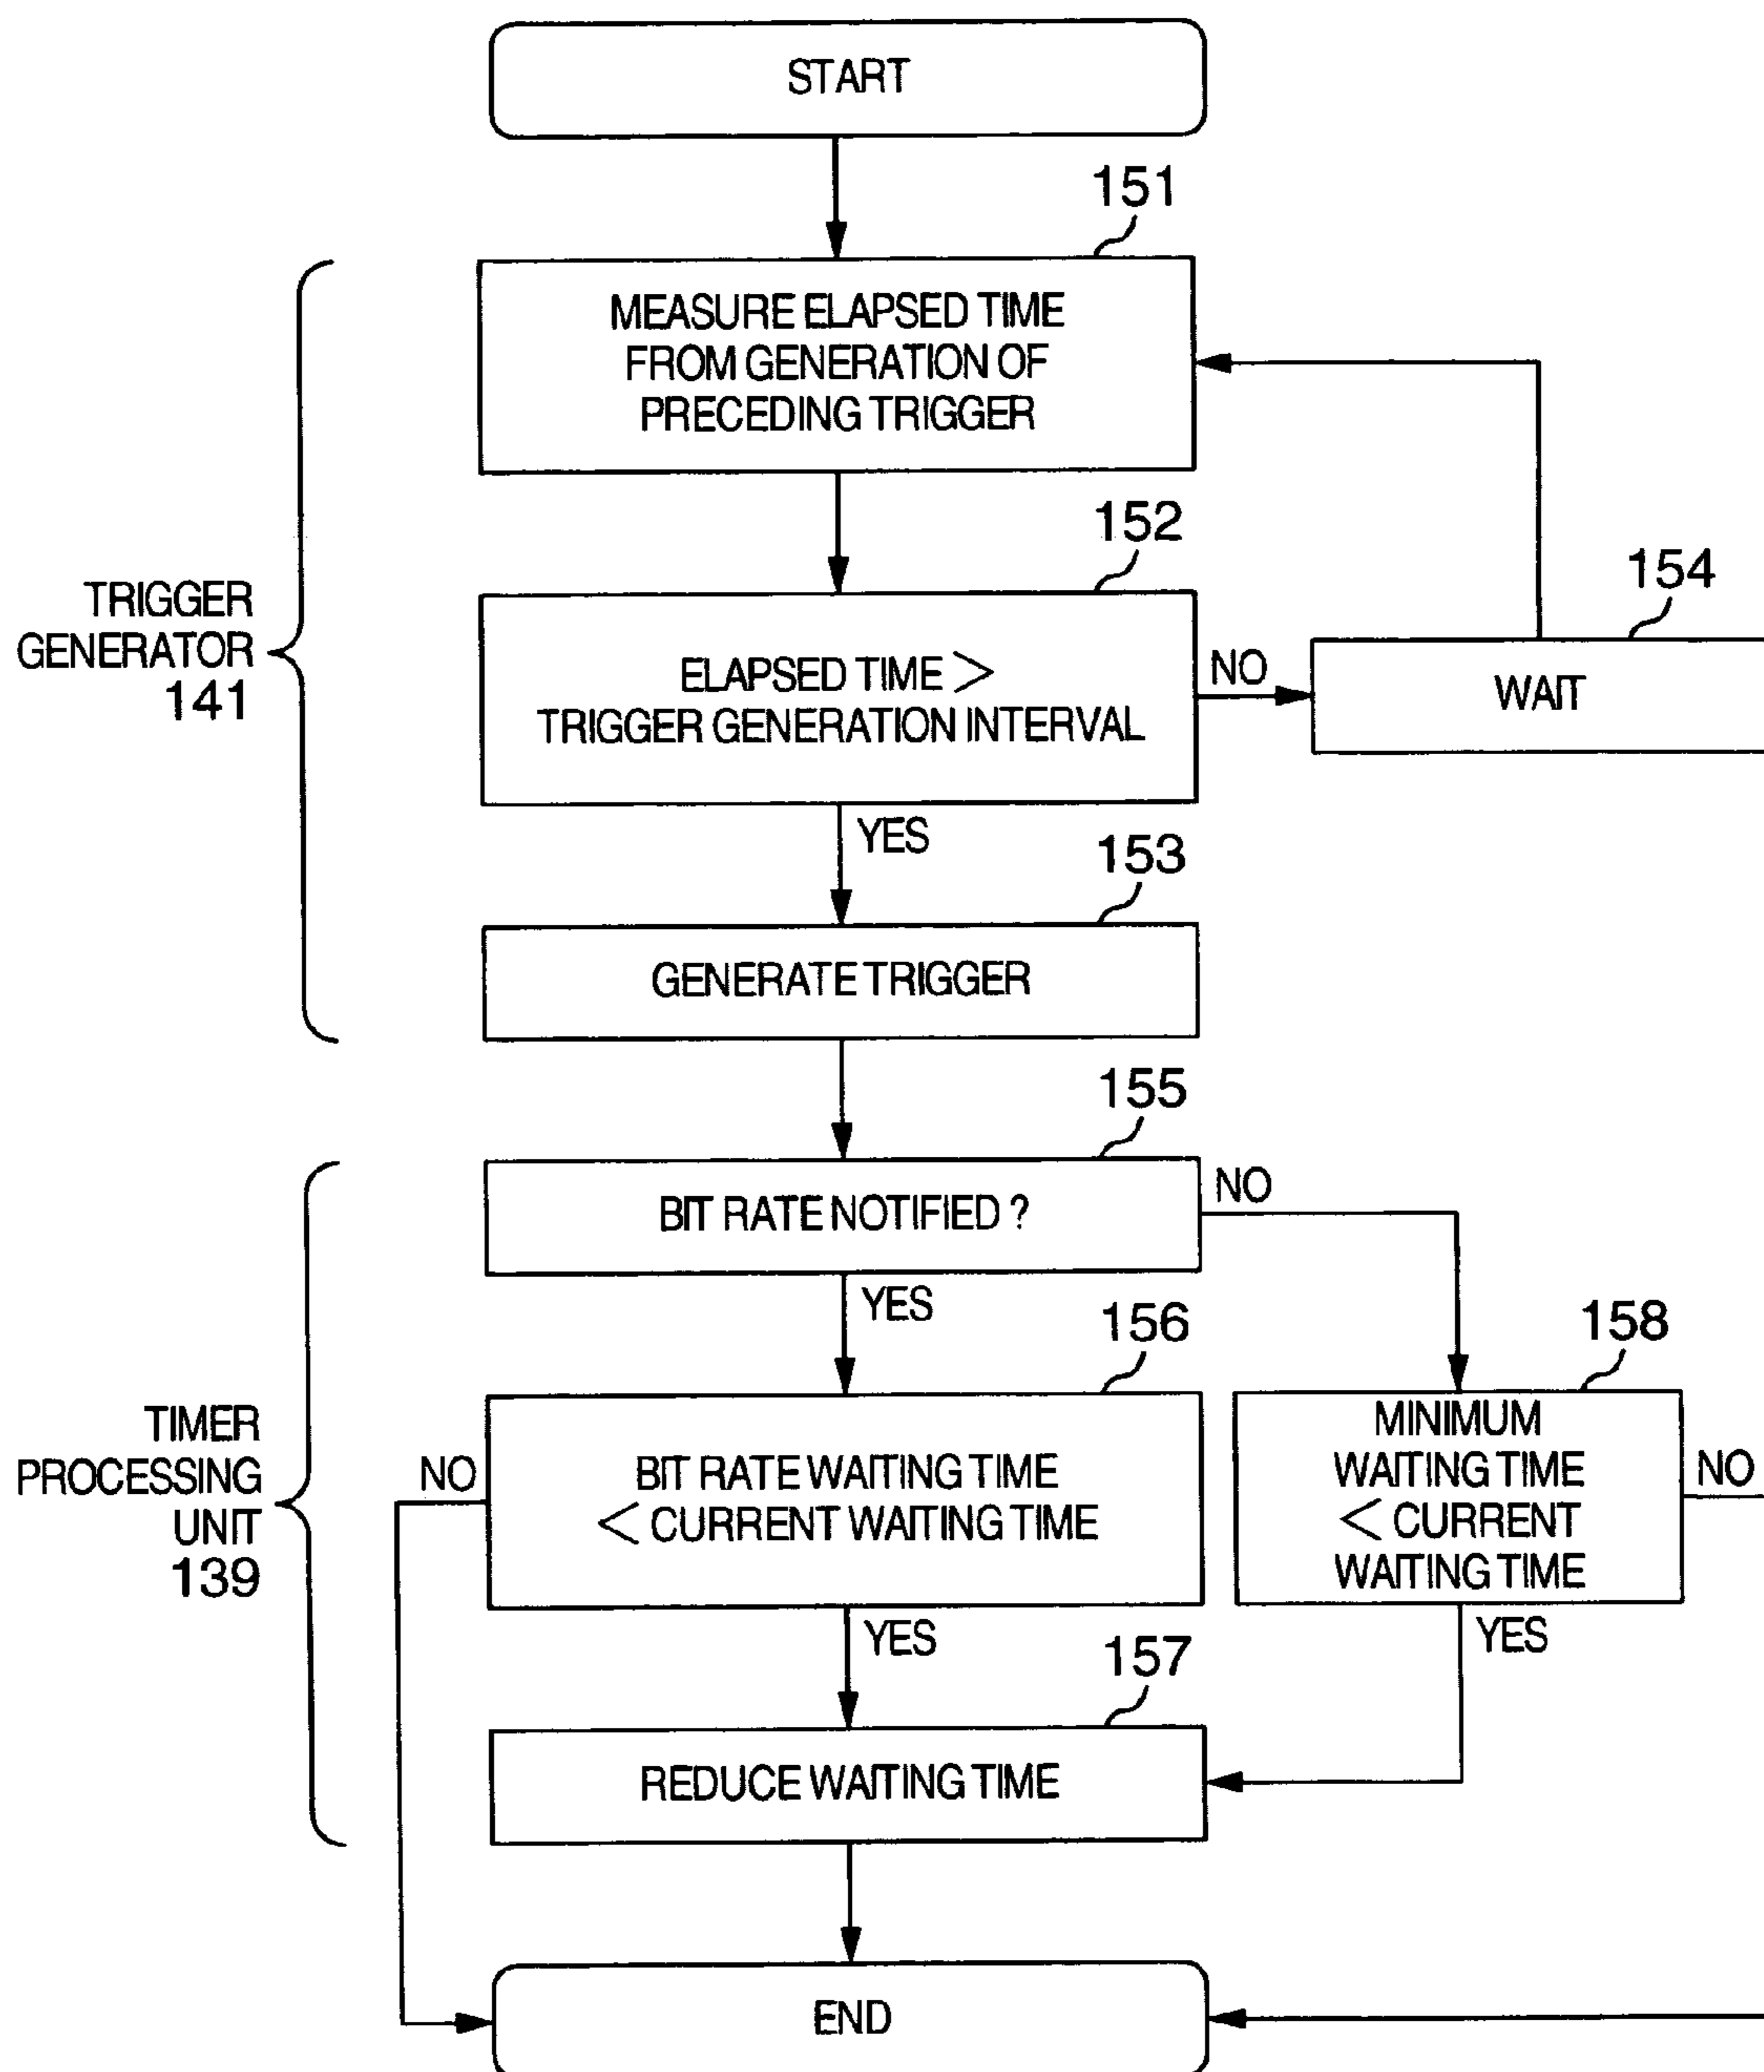 START
151
MEASURE ELAPSED TIME
FROM GENERATION OF
PRECEDING TRIGGER
152
ELAPSED TIME >
TRIGGER GENERATION INTERVAL
NO
154
WAIT
TRIGGER
GENERATOR
141
YES
153
GENERATE TRIGGER
155
BIT RATE NOTIFIED ?
NO
YES
156
BIT RATE WAITING TIME
< CURRENT WAITING TIME
NO
158
MINIMUM
WAITING TIME
< CURRENT
WAITING TIME
NO
TIMER
PROCESSING
UNIT
139
YES
YES
157
REDUCE WAITING TIME
END